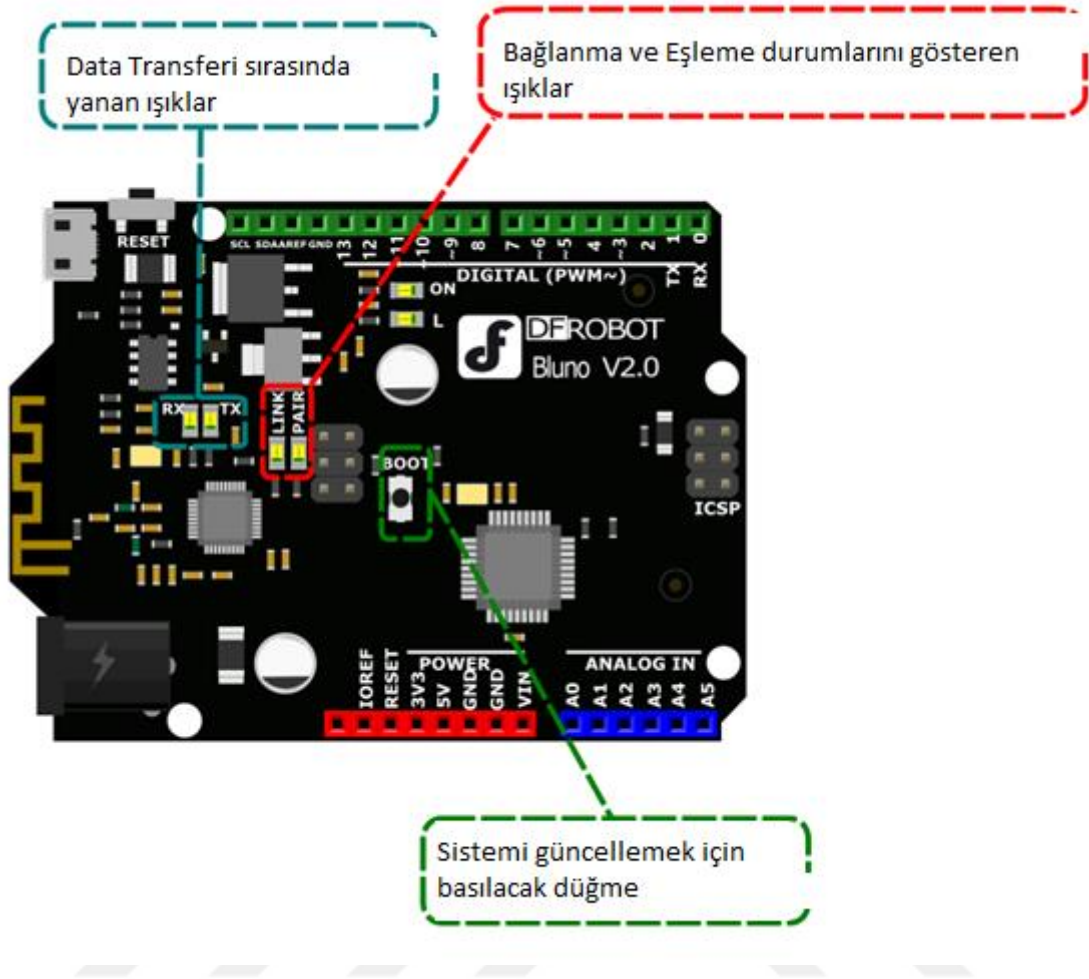 Data Transferi sırasında
yanan ışıklar
Bağlanma ve Eşleme durumlarını gösteren
ışıklar
RESET
SCL SDA AREF GND 13 12 ~11 ~10 ~9 8 7 ~6 ~5 4 ~3 2 1 0
DIGITAL (PWM~) TX RX
ON
L
DFROBOT
Bluno V2.0
RX TX
LINK
PAIR
BOOT
ICSP
POWER
ANALOG IN
IOREF RESET 3V3 5V GND GND VIN A0 A1 A2 A3 A4 A5
Sistemi güncellemek için
basılacak düğme